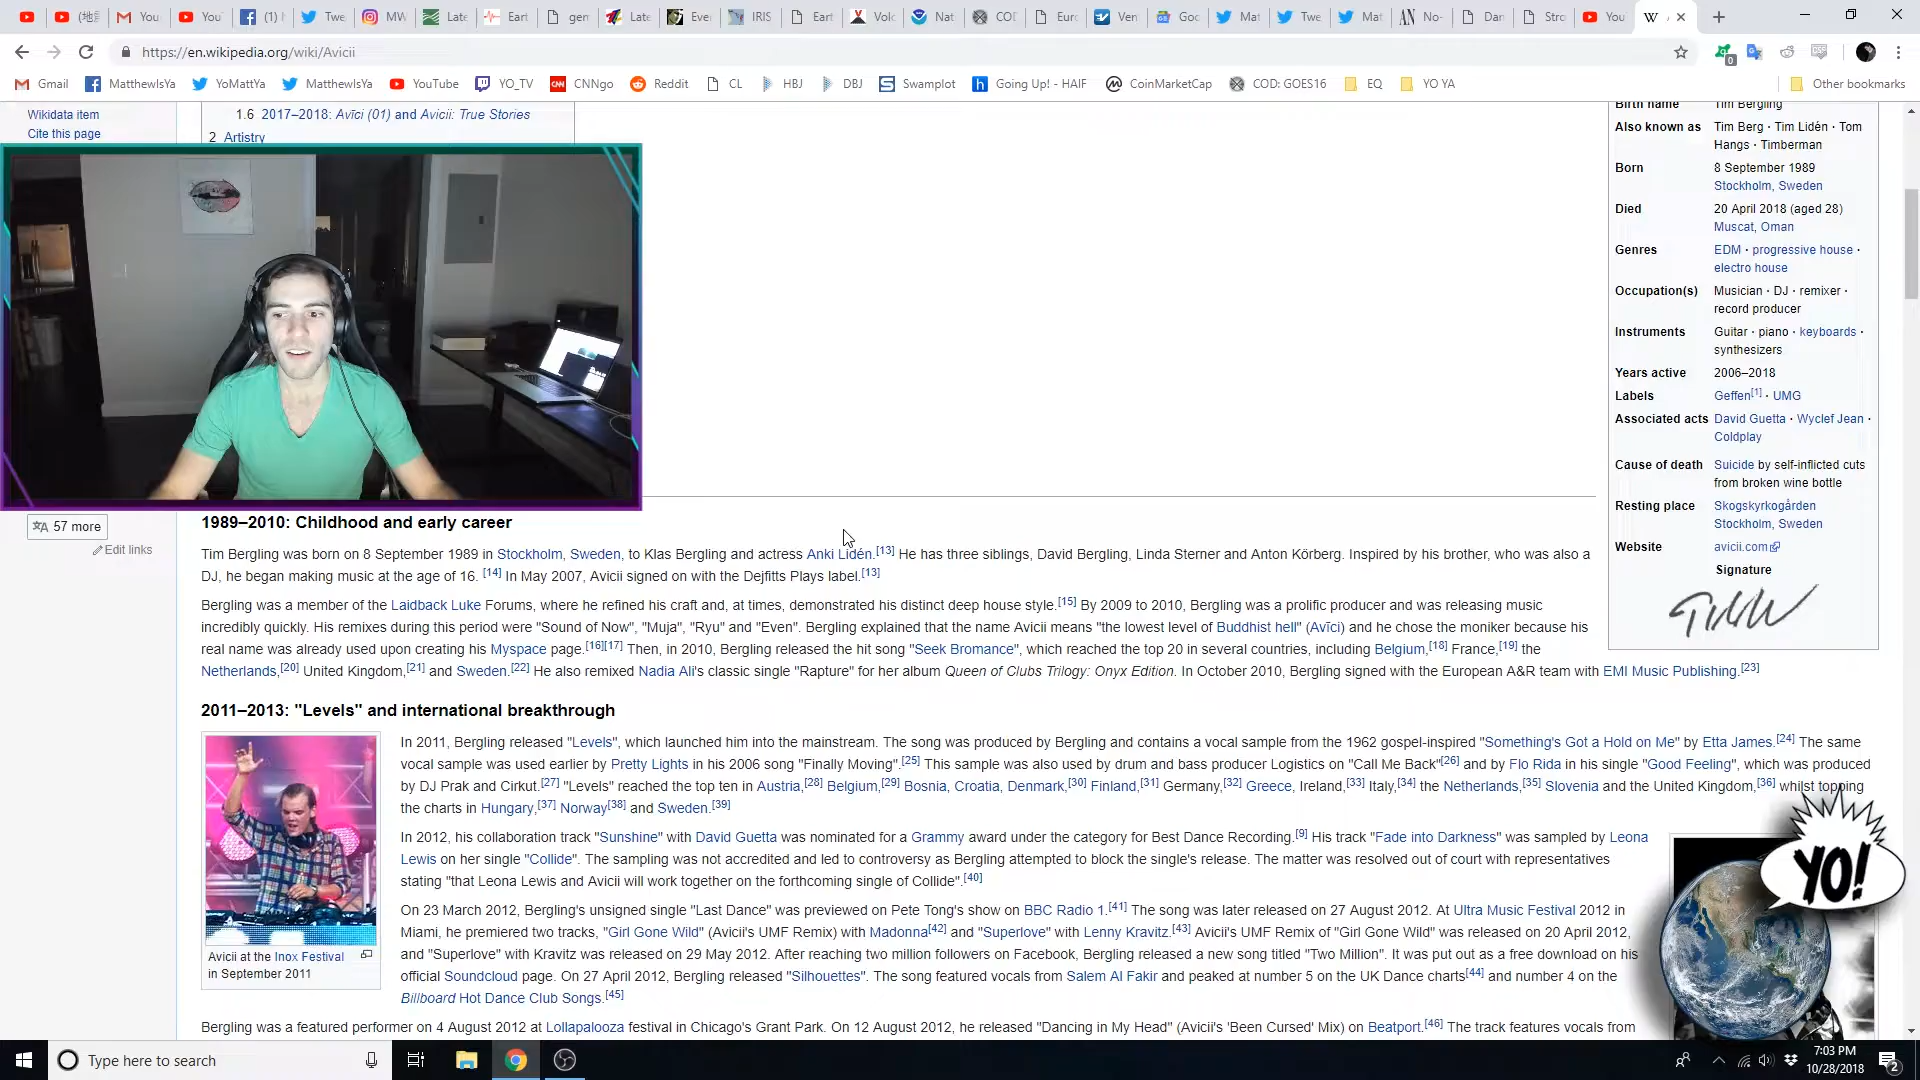 (地
You
(1)
Twe
MW
Late
Eart
gen
Late
Eve
IRIS
Eart
Volc
Nat
COD
Euro
Ven
Goo
Mat
Twe
Mat
No-
Dan
Stro
You
https://en.wikipedia.org/wiki/Avicii
Gmail MatthewIsYa YoMattYa MatthewIsYa YouTube YO_TV CNNgo Reddit CL HBJ DBJ Swamplot Going Up! - HAIF CoinMarketCap COD: GOES16 EQ YO YA Other bookmarks
Wikidata item
Cite this page
1.6 2017–2018: Avīci (01) and Avicii: True Stories
2 Artistry
57 more
Edit links
Birth name Tim Bergling
Also known as Tim Berg · Tim Lidén · Tom
Hangs · Timberman
Born 8 September 1989
Stockholm, Sweden
Died 20 April 2018 (aged 28)
Muscat, Oman
Genres EDM · progressive house ·
electro house
Occupation(s) Musician · DJ · remixer ·
record producer
Instruments Guitar · piano · keyboards ·
synthesizers
Years active 2006–2018
Labels Geffen[1] · UMG
Associated acts David Guetta · Wyclef Jean ·
Coldplay
Cause of death Suicide by self-inflicted cuts
from broken wine bottle
Resting place Skogskyrkogården
Stockholm, Sweden
Website avicii.com
Signature
1989–2010: Childhood and early career
Tim Bergling was born on 8 September 1989 in Stockholm, Sweden, to Klas Bergling and actress Anki Lidén.[13] He has three siblings, David Bergling, Linda Sterner and Anton Körberg. Inspired by his brother, who was also a
DJ, he began making music at the age of 16. [14] In May 2007, Avicii signed on with the Dejfitts Plays label.[13]
Bergling was a member of the Laidback Luke Forums, where he refined his craft and, at times, demonstrated his distinct deep house style.[15] By 2009 to 2010, Bergling was a prolific producer and was releasing music
incredibly quickly. His remixes during this period were "Sound of Now", "Muja", "Ryu" and "Even". Bergling explained that the name Avicii means "the lowest level of Buddhist hell" (Avīci) and he chose the moniker because his
real name was already used upon creating his Myspace page.[16][17] Then, in 2010, Bergling released the hit song "Seek Bromance", which reached the top 20 in several countries, including Belgium,[18] France,[19] the
Netherlands,[20] United Kingdom,[21] and Sweden.[22] He also remixed Nadia Ali's classic single "Rapture" for her album Queen of Clubs Trilogy: Onyx Edition. In October 2010, Bergling signed with the European A&R team with EMI Music Publishing.[23]
2011–2013: "Levels" and international breakthrough
In 2011, Bergling released "Levels", which launched him into the mainstream. The song was produced by Bergling and contains a vocal sample from the 1962 gospel-inspired "Something's Got a Hold on Me" by Etta James.[24] The same
vocal sample was used earlier by Pretty Lights in his 2006 song "Finally Moving".[25] This sample was also used by drum and bass producer Logistics on "Call Me Back"[26] and by Flo Rida in his single "Good Feeling", which was produced
by DJ Prak and Cirkut.[27] "Levels" reached the top ten in Austria,[28] Belgium,[29] Bosnia, Croatia, Denmark,[30] Finland,[31] Germany,[32] Greece, Ireland,[33] Italy,[34] the Netherlands,[35] Slovenia and the United Kingdom,[36] whilst topping
the charts in Hungary,[37] Norway[38] and Sweden.[39]
In 2012, his collaboration track "Sunshine" with David Guetta was nominated for a Grammy award under the category for Best Dance Recording.[9] His track "Fade into Darkness" was sampled by Leona
Lewis on her single "Collide". The sampling was not accredited and led to controversy as Bergling attempted to block the single's release. The matter was resolved out of court with representatives
stating "that Leona Lewis and Avicii will work together on the forthcoming single of Collide".[40]
On 23 March 2012, Bergling's unsigned single "Last Dance" was previewed on Pete Tong's show on BBC Radio 1.[41] The song was later released on 27 August 2012. At Ultra Music Festival 2012 in
Miami, he premiered two tracks, "Girl Gone Wild" (Avicii's UMF Remix) with Madonna[42] and "Superlove" with Lenny Kravitz.[43] Avicii's UMF Remix of "Girl Gone Wild" was released on 20 April 2012,
and "Superlove" with Kravitz was released on 29 May 2012. After reaching two million followers on Facebook, Bergling released a new song titled "Two Million". It was put out as a free download on his
official Soundcloud page. On 27 April 2012, Bergling released "Silhouettes". The song featured vocals from Salem Al Fakir and peaked at number 5 on the UK Dance charts[44] and number 4 on the
Billboard Hot Dance Club Songs.[45]
Avicii at the Inox Festival
in September 2011
Bergling was a featured performer on 4 August 2012 at Lollapalooza festival in Chicago's Grant Park. On 12 August 2012, he released "Dancing in My Head" (Avicii's 'Been Cursed' Mix) on Beatport.[46] The track features vocals from
YO!
Type here to search
7:03 PM
10/28/2018
2